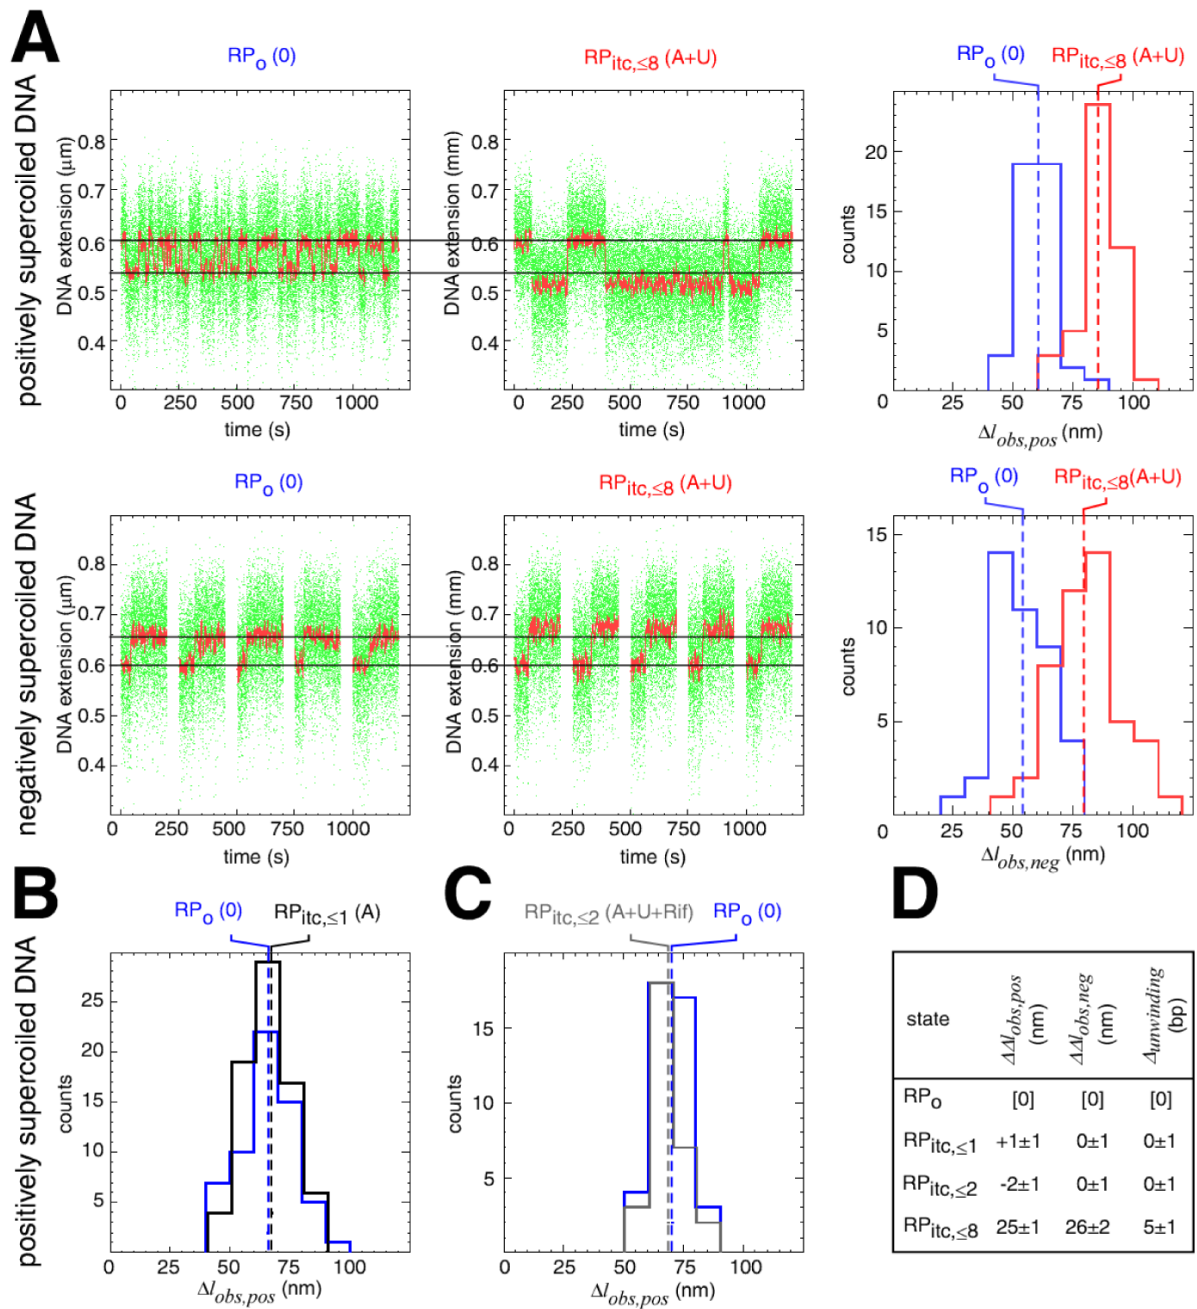 A
positively supercoiled DNA
RPo (0)
RPitc,≤8 (A+U)
RPo (0)
RPitc,≤8 (A+U)
DNA extension (μm)
0.8
0.7
0.6
0.5
0.4
0 250 500 750 1000
time (s)
DNA extension (mm)
0.8
0.7
0.6
0.5
0.4
0 250 500 750 1000
time (s)
counts
20
15
10
5
0 25 50 75 100
Δlobs,pos (nm)
negatively supercoiled DNA
RPo (0)
RPitc,≤8 (A+U)
RPo (0)
RPitc,≤8(A+U)
DNA extension (μm)
0.8
0.7
0.6
0.5
0.4
0 250 500 750 1000
time (s)
DNA extension (mm)
0.8
0.7
0.6
0.5
0.4
0 250 500 750 1000
time (s)
counts
15
10
5
0 25 50 75 100
Δlobs,neg (nm)
B
positively supercoiled DNA
RPo (0)
RPitc,≤1 (A)
counts
25
20
15
10
5
0 25 50 75 100
Δlobs,pos (nm)
C
RPitc,≤2 (A+U+Rif)
RPo (0)
counts
15
10
5
0 25 50 75 100
Δlobs,pos (nm)
D
state ΔΔlobs,pos (nm) ΔΔlobs,neg (nm) Δunwinding (bp)
RPo [0] [0] [0]
RPitc,≤1 +1±1 0±1 0±1
RPitc,≤2 -2±1 0±1 0±1
RPitc,≤8 25±1 26±2 5±1